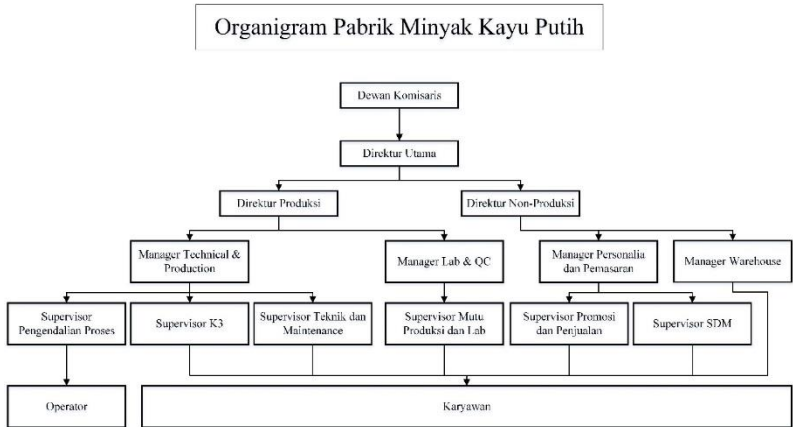 Organigram Pabrik Minyak Kayu Putih
Dewan Komisaris
Direktur Utama
Direktur Produksi
Direktur Non-Produksi
Manager Technical &
Production
Manager Lab & QC
Manager Personalia
dan Pemasaran
Manager Warehouse
Supervisor
Pengendalian Proses
Supervisor K3
Supervisor Teknik dan
Maintenance
Supervisor Mutu
Produksi dan Lab
Supervisor Promosi
dan Penjualan
Supervisor SDM
Operator
Karyawan